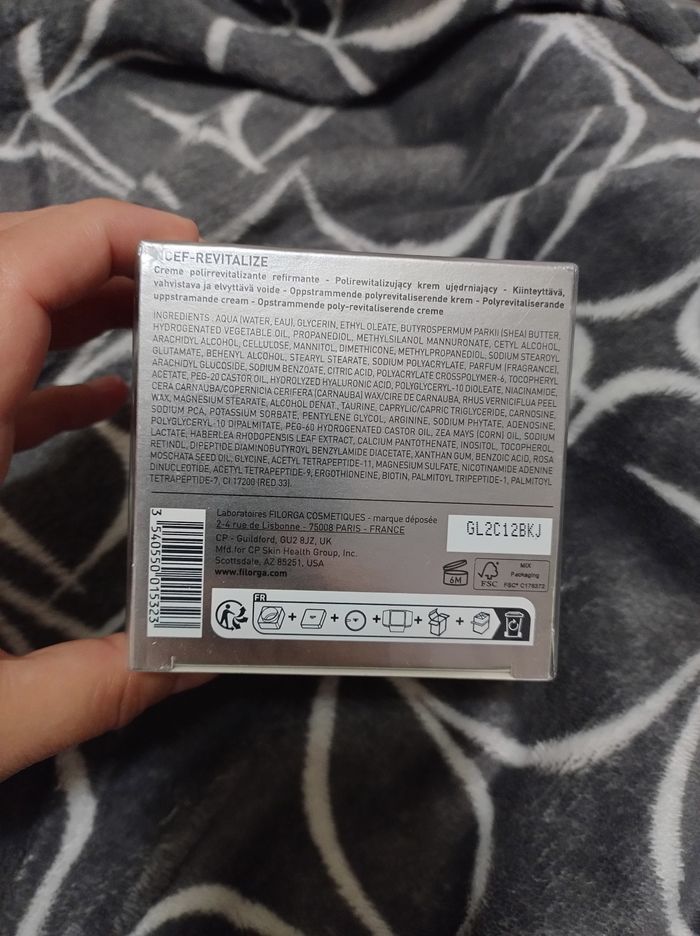 NCEF-REVITALIZE
Creme polirrevitalizante refirmante - Polirewitalizujący krem ujędrniający - Kiinteyttävä,
vahvistava ja elvyttävä voide - Oppstrammende polyrevitaliserende krem - Polyrevitaliserande
uppstramande cream - Opstrammende poly-revitaliserende creme
INGREDIENTS : AQUA (WATER, EAU), GLYCERIN, ETHYL OLEATE, BUTYROSPERMUM PARKII (SHEA) BUTTER,
HYDROGENATED VEGETABLE OIL, PROPANEDIOL, METHYLSILANOL MANNURONATE, CETYL ALCOHOL,
ARACHIDYL ALCOHOL, CELLULOSE, MANNITOL, DIMETHICONE, METHYLPROPANEDIOL, SODIUM STEAROYL
GLUTAMATE, BEHENYL ALCOHOL, STEARYL STEARATE, SODIUM POLYACRYLATE, PARFUM (FRAGRANCE),
ARACHIDYL GLUCOSIDE, SODIUM BENZOATE, CITRIC ACID, POLYACRYLATE CROSSPOLYMER-6, TOCOPHERYL
ACETATE, PEG-20 CASTOR OIL, HYDROLYZED HYALURONIC ACID, POLYGLYCERYL-10 DIOLEATE, NIACINAMIDE,
CERA CARNAUBA/COPERNICIA CERIFERA (CARNAUBA) WAX/CIRE DE CARNAUBA, RHUS VERNICIFLUA PEEL
WAX, MAGNESIUM STEARATE, ALCOHOL DENAT., TAURINE, CAPRYLIC/CAPRIC TRIGLYCERIDE, CARNOSINE,
SODIUM PCA, POTASSIUM SORBATE, PENTYLENE GLYCOL, ARGININE, SODIUM PHYTATE, ADENOSINE,
POLYGLYCERYL-10 DIPALMITATE, PEG-60 HYDROGENATED CASTOR OIL, ZEA MAYS (CORN) OIL, SODIUM
LACTATE, HABERLEA RHODOPENSIS LEAF EXTRACT, CALCIUM PANTOTHENATE, INOSITOL, TOCOPHEROL,
RETINOL, DIPEPTIDE DIAMINOBUTYROYL BENZYLAMIDE DIACETATE, XANTHAN GUM, BENZOIC ACID, ROSA
MOSCHATA SEED OIL, GLYCINE, ACETYL TETRAPEPTIDE-11, MAGNESIUM SULFATE, NICOTINAMIDE ADENINE
DINUCLEOTIDE, ACETYL TETRAPEPTIDE-9, ERGOTHIONEINE, BIOTIN, PALMITOYL TRIPEPTIDE-1, PALMITOYL
TETRAPEPTIDE-7, CI 17200 (RED 33).
Laboratoires FILORGA COSMETIQUES - marque déposée
2-4 rue de Lisbonne - 75008 PARIS - FRANCE
CP - Guildford, GU2 8JZ, UK
Mfd for CP Skin Health Group, Inc.
Scottsdale, AZ 85251, USA
www.filorga.com
GL2C12BKJ
6M
FSC
MIX
Packaging
FSC® C178372
3 540550 015323
FR